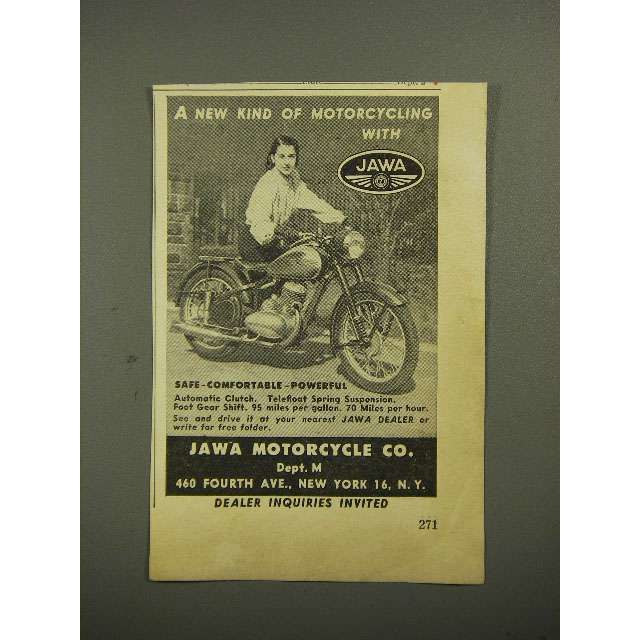 A NEW KIND OF MOTORCYCLING
WITH
JAWA
SAFE-COMFORTABLE-POWERFUL
Automatic Clutch. Telefloat Spring Suspension.
Foot Gear Shift. 95 miles per gallon. 70 Miles per hour.
See and drive it at your nearest JAWA DEALER or
write for free folder.
JAWA MOTORCYCLE CO.
Dept. M
460 FOURTH AVE., NEW YORK 16, N.Y.
DEALER INQUIRIES INVITED
271